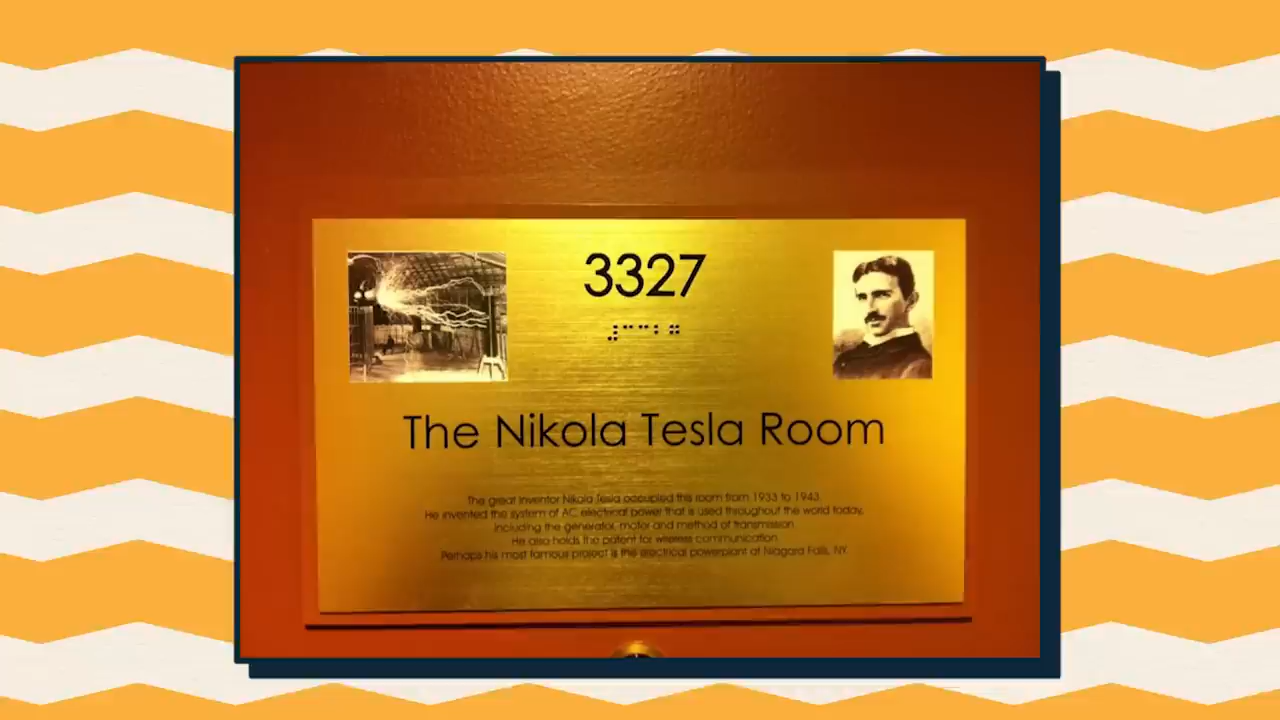 3327
⠼⠉⠉⠃⠛
The Nikola Tesla Room
The great inventor Nikola Tesla occupied this room from 1933 to 1943.
He invented the system of AC electrical power that is used throughout the world today,
including the generator, motor and method of transmission.
He also holds the patent for wireless communication.
Perhaps his most famous project is the electrical powerplant at Niagara Falls, NY.